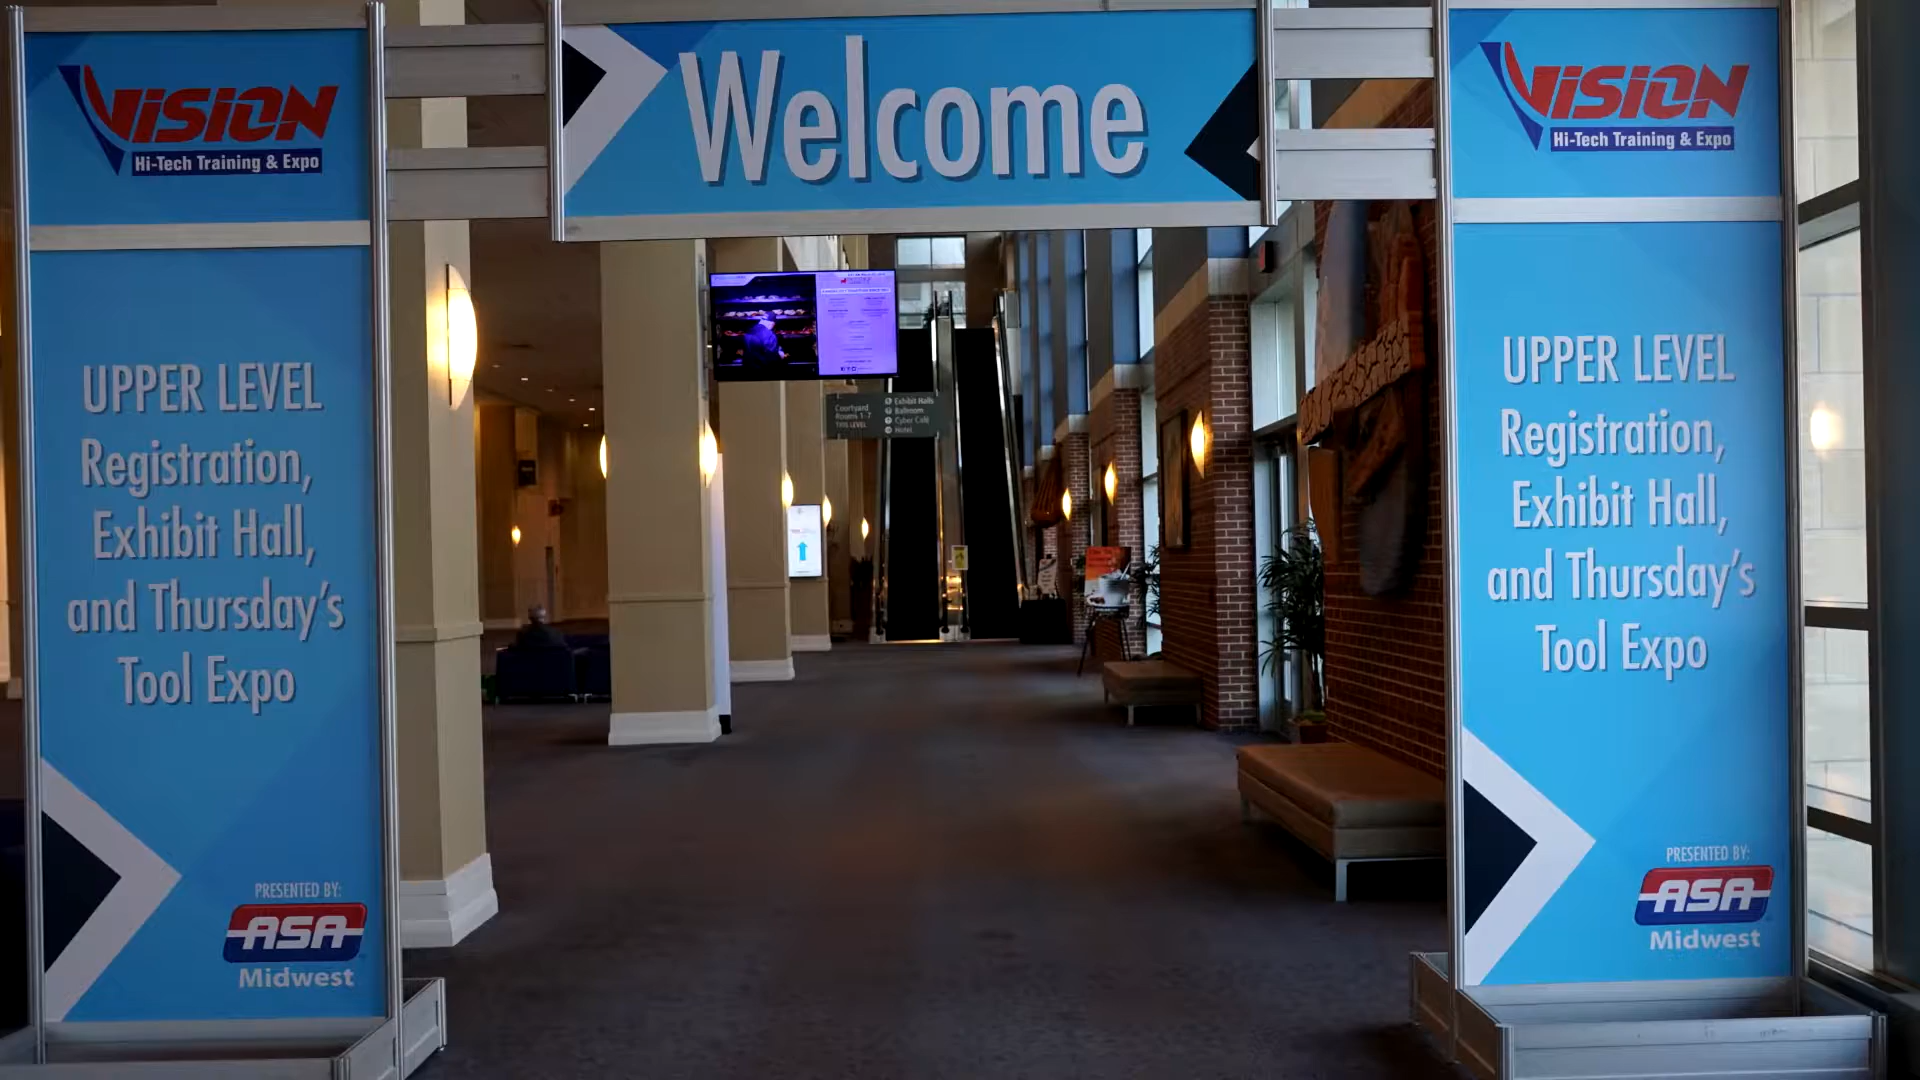 Welcome
VISION
Hi-Tech Training & Expo
UPPER LEVEL
Registration,
Exhibit Hall,
and Thursday's
Tool Expo
PRESENTED BY:
ASA
Midwest
VISION
Hi-Tech Training & Expo
UPPER LEVEL
Registration,
Exhibit Hall,
and Thursday's
Tool Expo
PRESENTED BY:
ASA
Midwest
Courtyard
Rooms 1-7
THIS LEVEL
Exhibit Halls
Ballroom
Cyber Café
Hotel